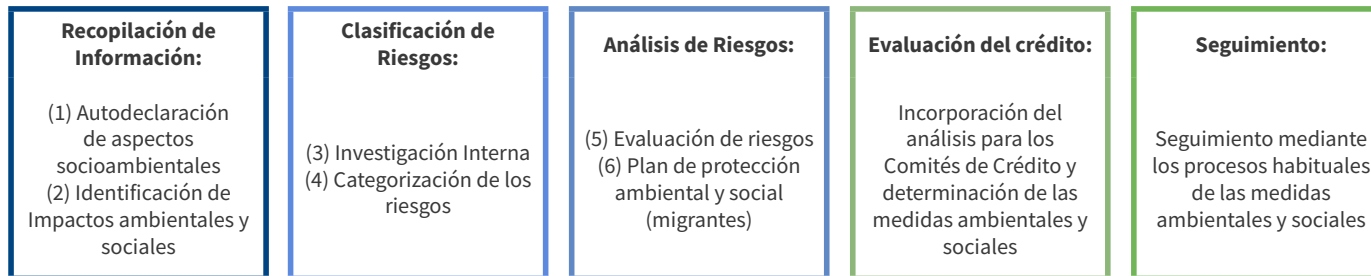 Recopilación de
Información:
(1) Autodeclaración
de aspectos
socioambientales
(2) Identificación de
Impactos ambientales y
sociales
Clasificación de
Riesgos:
(3) Investigación Interna
(4) Categorización de los
riesgos
Análisis de Riesgos:
(5) Evaluación de riesgos
(6) Plan de protección
ambiental y social
(migrantes)
Evaluación del crédito:
Incorporación del
análisis para los
Comités de Crédito y
determinación de las
medidas ambientales y
sociales
Seguimiento:
Seguimiento mediante
los procesos habituales
de las medidas
ambientales y sociales